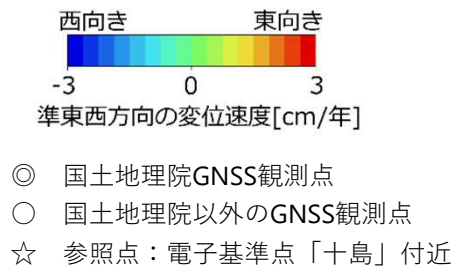 西向き 東向き
-3 0 3
準東西方向の変位速度[cm/年]
◎ 国土地理院GNSS観測点
○ 国土地理院以外のGNSS観測点
☆ 参照点：電子基準点「十島」付近